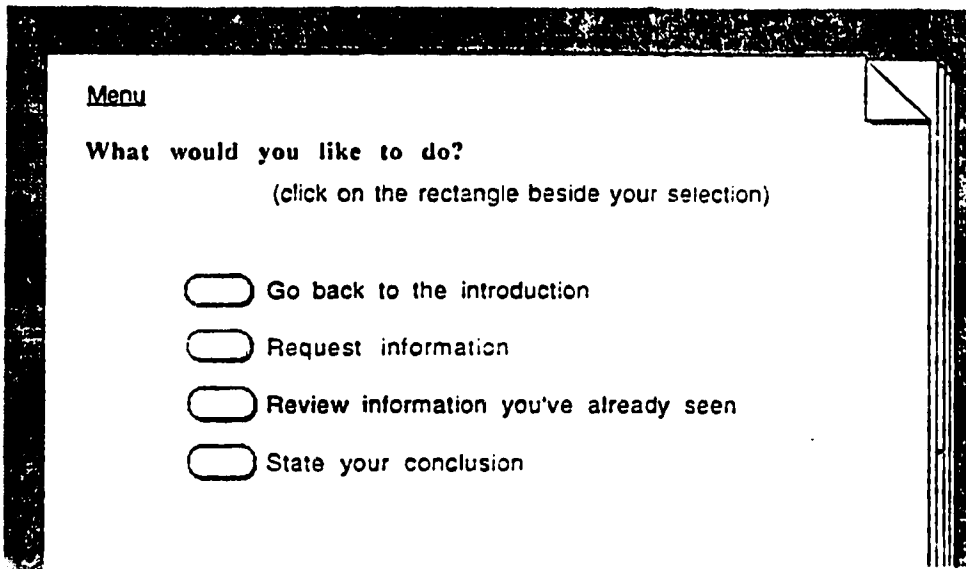 Menu
What would you like to do?
(click on the rectangle beside your selection)
Go back to the introduction
Request information
Review information you've already seen
State your conclusion